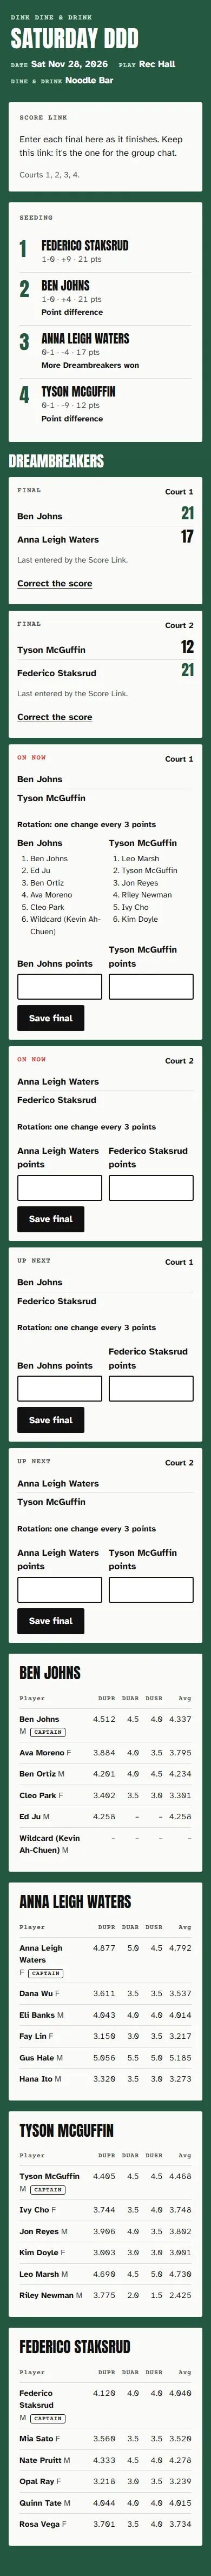 DINK DINE & DRINK
SATURDAY DDD
DATE Sat Nov 28, 2026 PLAY Rec Hall
DINE & DRINK Noodle Bar
SCORE LINK
Enter each final here as it finishes. Keep
this link: it's the one for the group chat.
Courts 1, 2, 3, 4.
SEEDING
1 FEDERICO STAKSRUD
1-0 · +9 · 21 pts
2 BEN JOHNS
1-0 · +4 · 21 pts
Point difference
3 ANNA LEIGH WATERS
0-1 · -4 · 17 pts
More Dreambreakers won
4 TYSON MCGUFFIN
0-1 · -9 · 12 pts
Point difference
DREAMBREAKERS
FINAL Court 1
Ben Johns 21
Anna Leigh Waters 17
Last entered by the Score Link.
Correct the score
FINAL Court 2
Tyson McGuffin 12
Federico Staksrud 21
Last entered by the Score Link.
Correct the score
ON NOW Court 1
Ben Johns
Tyson McGuffin
Rotation: one change every 3 points
Ben Johns Tyson McGuffin
1. Ben Johns 1. Leo Marsh
2. Ed Ju 2. Tyson McGuffin
3. Ben Ortiz 3. Jon Reyes
4. Ava Moreno 4. Riley Newman
5. Cleo Park 5. Ivy Cho
6. Wildcard (Kevin Ah- 6. Kim Doyle
Chuen)
Ben Johns points Tyson McGuffin
points
Save final
ON NOW Court 2
Anna Leigh Waters
Federico Staksrud
Rotation: one change every 3 points
Anna Leigh Waters Federico Staksrud
points points
Save final
UP NEXT Court 1
Ben Johns
Federico Staksrud
Rotation: one change every 3 points
Ben Johns points Federico Staksrud
points
Save final
UP NEXT Court 2
Anna Leigh Waters
Tyson McGuffin
Rotation: one change every 3 points
Anna Leigh Waters Tyson McGuffin
points points
Save final
BEN JOHNS
Player DUPR DUAR DUSR Avg
Ben Johns 4.512 4.5 4.0 4.337
M CAPTAIN
Ava Moreno F 3.884 4.0 3.5 3.795
Ben Ortiz M 4.201 4.0 4.5 4.234
Cleo Park F 3.402 3.5 3.0 3.301
Ed Ju M 4.258 – – 4.258
Wildcard (Kevin – – – –
Ah-Chuen) M
ANNA LEIGH WATERS
Player DUPR DUAR DUSR Avg
Anna Leigh 4.877 5.0 4.5 4.792
Waters
F CAPTAIN
Dana Wu F 3.611 3.5 3.5 3.537
Eli Banks M 4.043 4.0 4.0 4.014
Fay Lin F 3.150 3.0 3.5 3.217
Gus Hale M 5.056 5.5 5.0 5.185
Hana Ito M 3.320 3.5 3.0 3.273
TYSON MCGUFFIN
Player DUPR DUAR DUSR Avg
Tyson McGuffin 4.405 4.5 4.5 4.468
M CAPTAIN
Ivy Cho F 3.744 3.5 4.0 3.748
Jon Reyes M 3.906 4.0 3.5 3.802
Kim Doyle F 3.003 3.0 3.0 3.001
Leo Marsh M 4.690 4.5 5.0 4.730
Riley Newman M 3.775 2.0 1.5 2.425
FEDERICO STAKSRUD
Player DUPR DUAR DUSR Avg
Federico 4.120 4.0 4.0 4.040
Staksrud
M CAPTAIN
Mia Sato F 3.560 3.5 3.5 3.520
Nate Pruitt M 4.333 4.5 4.0 4.278
Opal Ray F 3.218 3.0 3.5 3.239
Quinn Tate M 4.044 4.0 4.0 4.015
Rosa Vega F 3.701 3.5 4.0 3.734